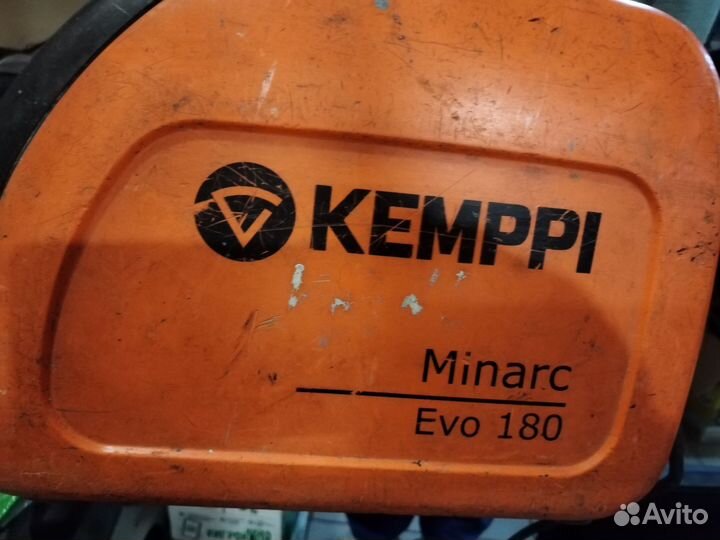 KEMPPI
Minarc
Evo 180
Avito